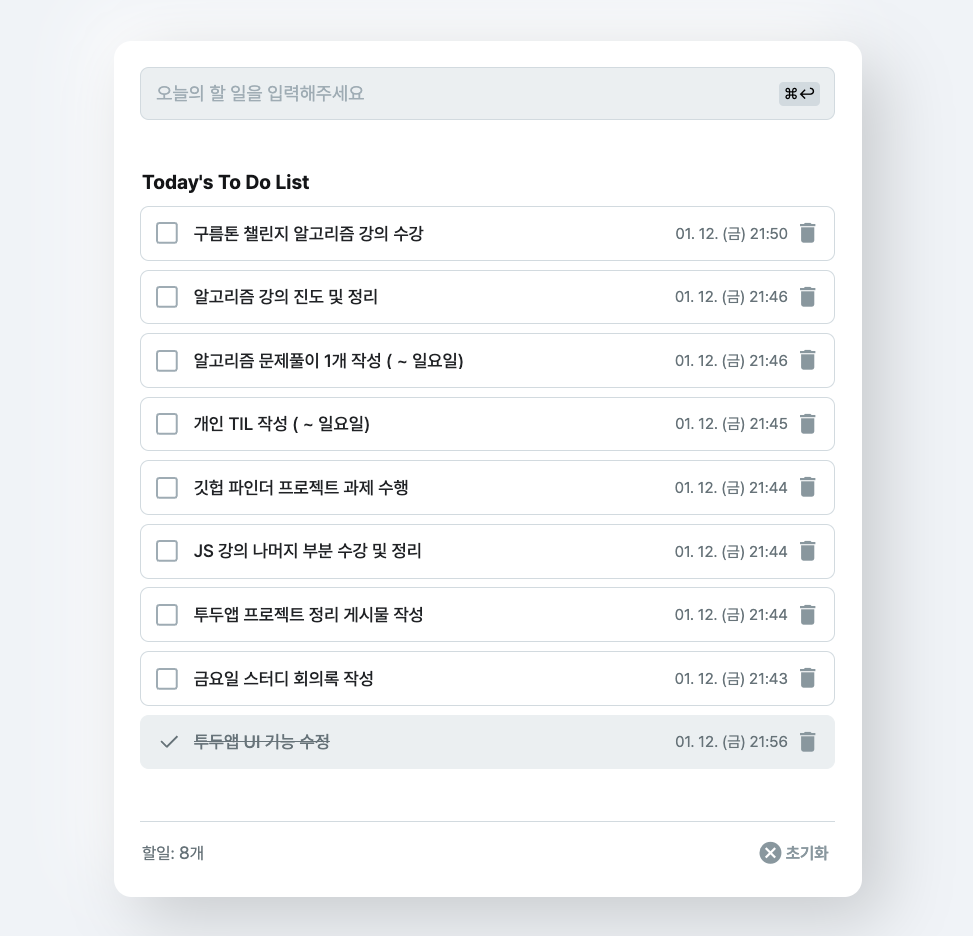 오늘의 할 일을 입력해주세요 ⌘↩
Today's To Do List
구름톤 챌린지 알고리즘 강의 수강 01. 12. (금) 21:50
알고리즘 강의 진도 및 정리 01. 12. (금) 21:46
알고리즘 문제풀이 1개 작성 ( ~ 일요일) 01. 12. (금) 21:46
개인 TIL 작성 ( ~ 일요일) 01. 12. (금) 21:45
깃헙 파인더 프로젝트 과제 수행 01. 12. (금) 21:44
JS 강의 나머지 부분 수강 및 정리 01. 12. (금) 21:44
투두앱 프로젝트 정리 게시물 작성 01. 12. (금) 21:44
금요일 스터디 회의록 작성 01. 12. (금) 21:43
투두앱 UI 기능 수정 01. 12. (금) 21:56
할일: 8개 초기화